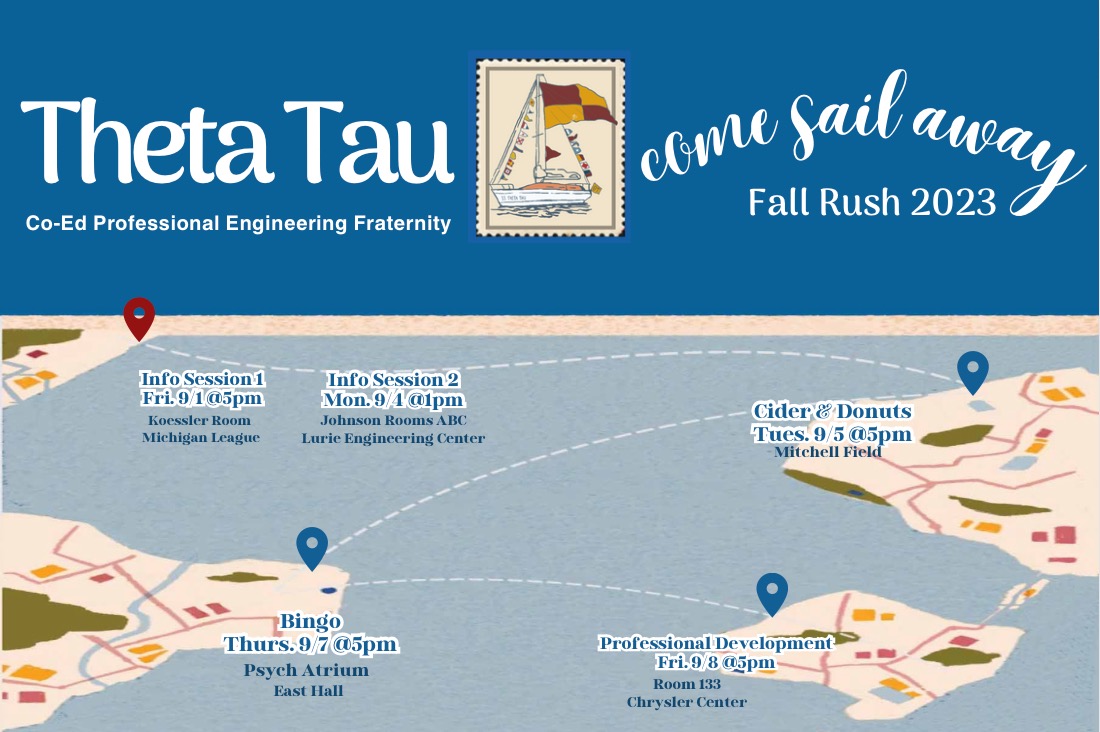 Theta Tau
Co-Ed Professional Engineering Fraternity
come sail away
Fall Rush 2023
Info Session 1
Fri. 9/1 @5pm
Koessler Room
Michigan League
Info Session 2
Mon. 9/4 @1pm
Johnson Rooms ABC
Lurie Engineering Center
Cider & Donuts
Tues. 9/5 @5pm
Mitchell Field
Bingo
Thurs. 9/7 @5pm
Psych Atrium
East Hall
Professional Development
Fri. 9/8 @5pm
Room 133
Chrysler Center